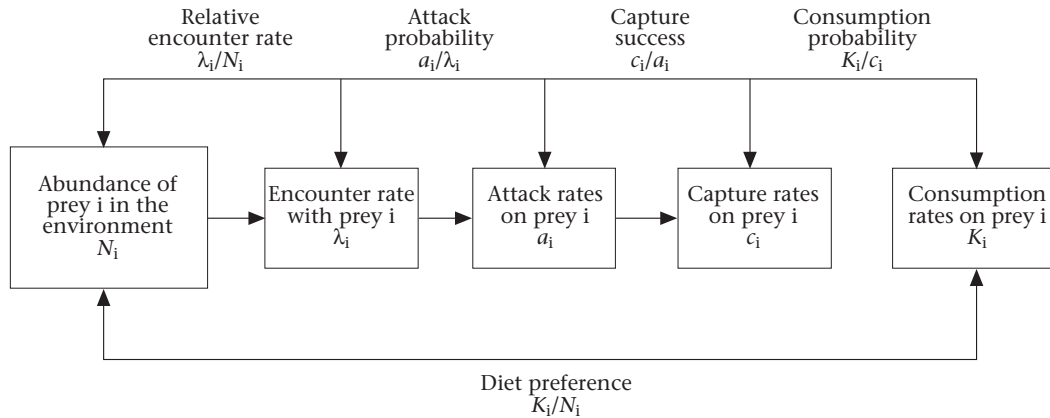 Relative
encounter rate
λi/Ni
Attack
probability
ai/λi
Capture
success
ci/ai
Consumption
probability
Ki/ci
Abundance of
prey i in the
environment
Ni
Encounter rate
with prey i
λi
Attack rates
on prey i
ai
Capture rates
on prey i
ci
Consumption
rates on prey i
Ki
Diet preference
Ki/Ni